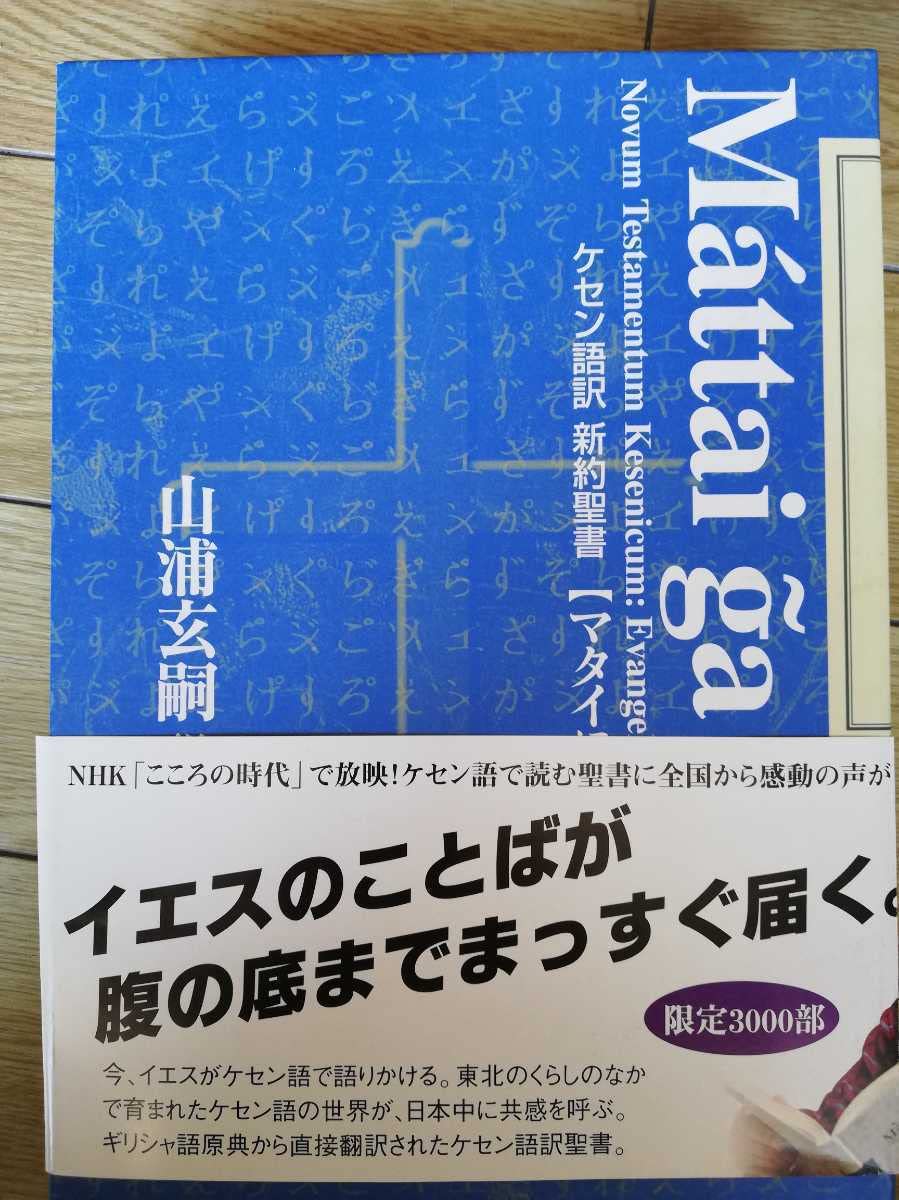 Máttai g̃a
Novum Testamentum Kesenicum: Evange
ケセン語訳 新約聖書【マタイ
山浦玄嗣
NHK「こころの時代」で放映!ケセン語で読む聖書に全国から感動の声が
イエスのことばが
腹の底までまっすぐ届く。
限定3000部
今、イエスがケセン語で語りかける。東北のくらしのなか
で育まれたケセン語の世界が、日本中に共感を呼ぶ。
ギリシャ語原典から直接翻訳されたケセン語訳聖書。